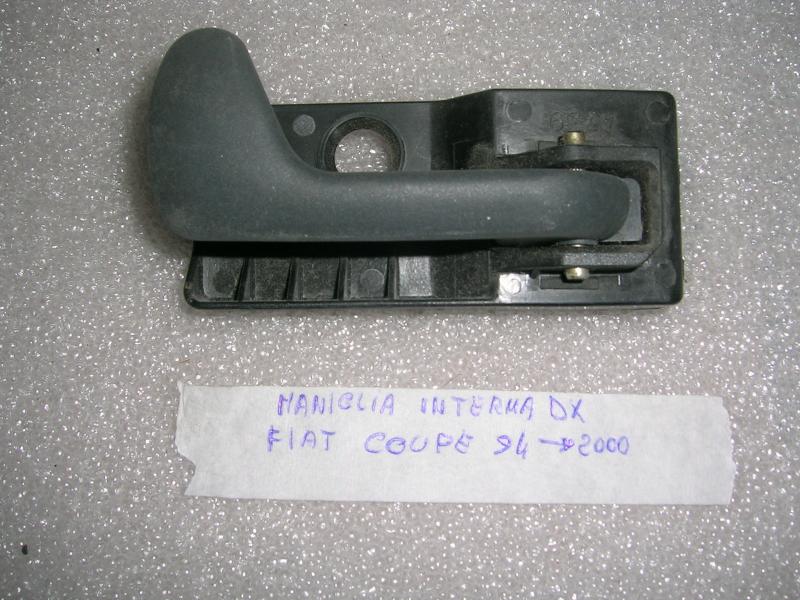 MANIGLIA INTERNA DX
FIAT COUPE 94→2000